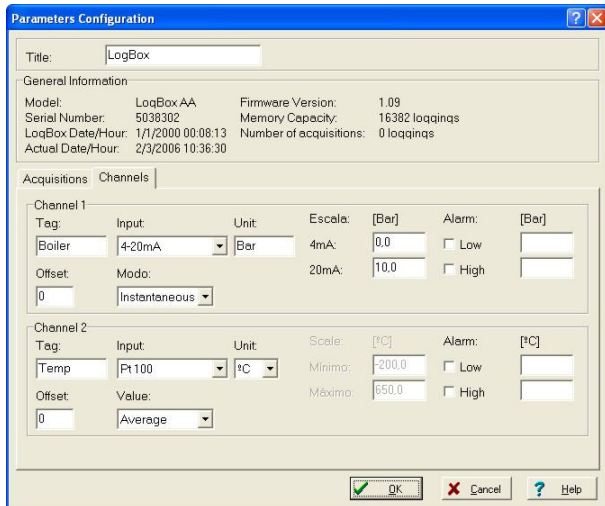 Parameters Configuration
Title: LogBox
General Information
Model: LogBox AA Firmware Version: 1.09
Serial Number: 5038302 Memory Capacity: 16382 loggings
LogBox Date/Hour: 1/1/2000 00:08:13 Number of acquisitions: 0 loggings
Actual Date/Hour: 2/3/2006 10:36:30
Acquisitions Channels
Channel 1
Tag: Input: Unit: Escala: [Bar] Alarm: [Bar]
Boiler 4-20mA Bar 4mA: 0,0 Low
Offset: Modo: 20mA: 10,0 High
0 Instantaneous
Channel 2
Tag: Input: Unit: Scale: [ºC] Alarm: [ºC]
Temp Pt100 ºC Mínimo: -200,0 Low
Offset: Value: Máximo: 650,0 High
0 Average
OK Cancel Help